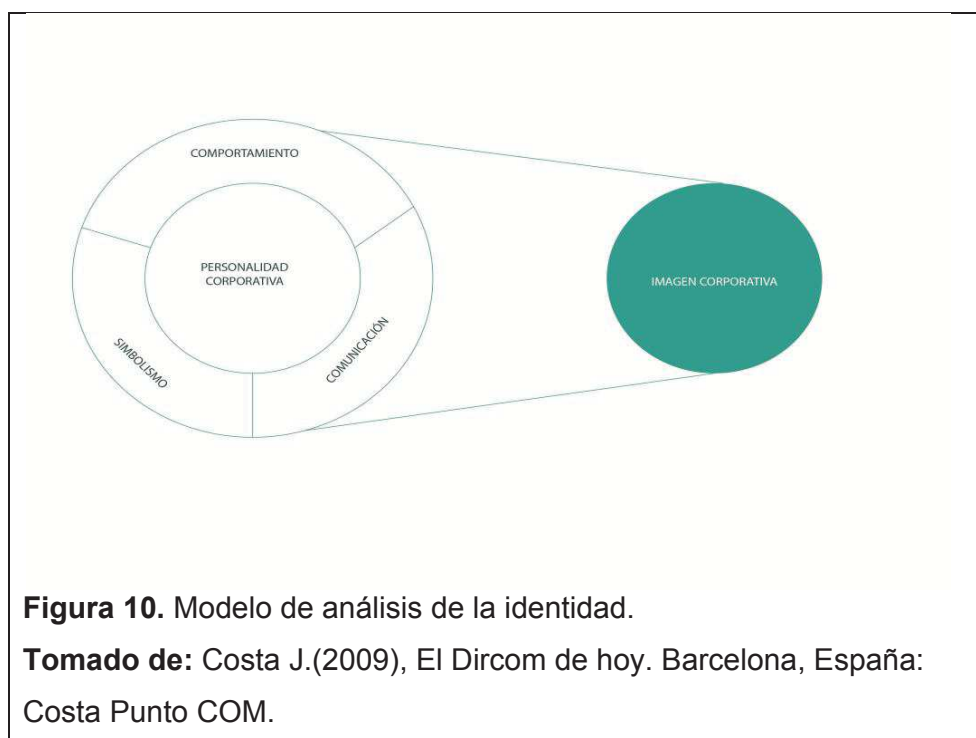 COMPORTAMIENTO
PERSONALIDAD
CORPORATIVA
SIMBOLISMO
COMUNICACIÓN
IMAGEN CORPORATIVA
Figura 10. Modelo de análisis de la identidad.
Tomado de: Costa J.(2009), El Dircom de hoy. Barcelona, España:
Costa Punto COM.